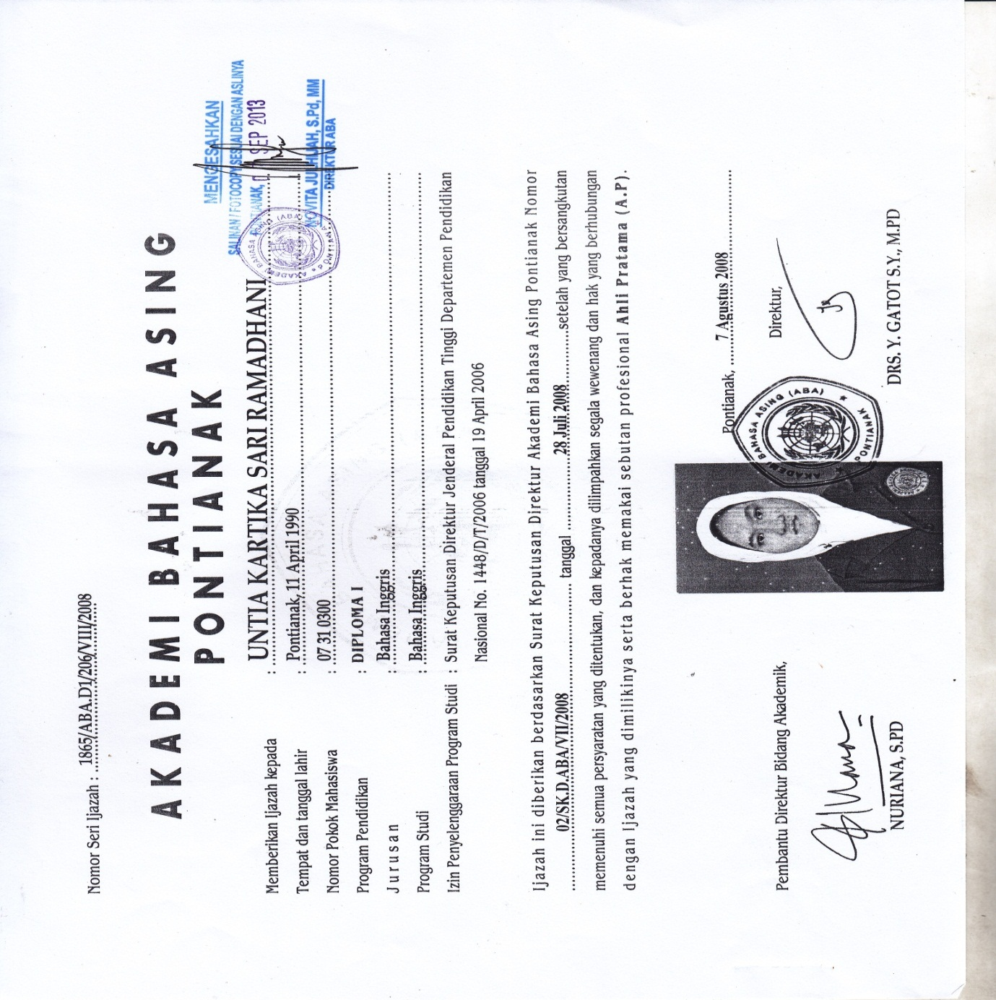 Nomor Seri Ijazah : 1865/ABA.D1/206/VIII/2008
AKADEMI BAHASA ASING
PONTIANAK
MENGESAHKAN
SALINAN / FOTOCOPY SESUAI DENGAN ASLINYA
SEP 2013
NOVITA JULHIJAH, S.Pd, MM
DIREKTUR ABA
AKADEMI BAHASA ASING (ABA)
PONTIANAK
Memberikan Ijazah kepada : UNTIA KARTIKA SARI RAMADHANI
Tempat dan tanggal lahir : Pontianak, 11 April 1990
Nomor Pokok Mahasiswa : 07 31 0300
Program Pendidikan : DIPLOMA I
Jurusan : Bahasa Inggris
Program Studi : Bahasa Inggris
Izin Penyelenggaraan Program Studi : Surat Keputusan Direktur Jenderal Pendidikan Tinggi Departemen Pendidikan
Nasional No. 1448/D/T/2006 tanggal 19 April 2006
Ijazah ini diberikan berdasarkan Surat Keputusan Direktur Akademi Bahasa Asing Pontianak Nomor
02/SK.D.ABA/VII/2008 tanggal 28 Juli 2008 setelah yang bersangkutan
memenuhi semua persyaratan yang ditentukan, dan kepadanya dilimpahkan segala wewenang dan hak yang berhubungan
dengan Ijazah yang dimilikinya serta berhak memakai sebutan profesional Ahli Pratama (A.P).
Pontianak, 7 Agustus 2008
Pembantu Direktur Bidang Akademik,
Direktur,
AKADEMI BAHASA ASING (ABA)
PONTIANAK
NURIANA, S.PD
DRS. Y. GATOT S.Y., M.PD